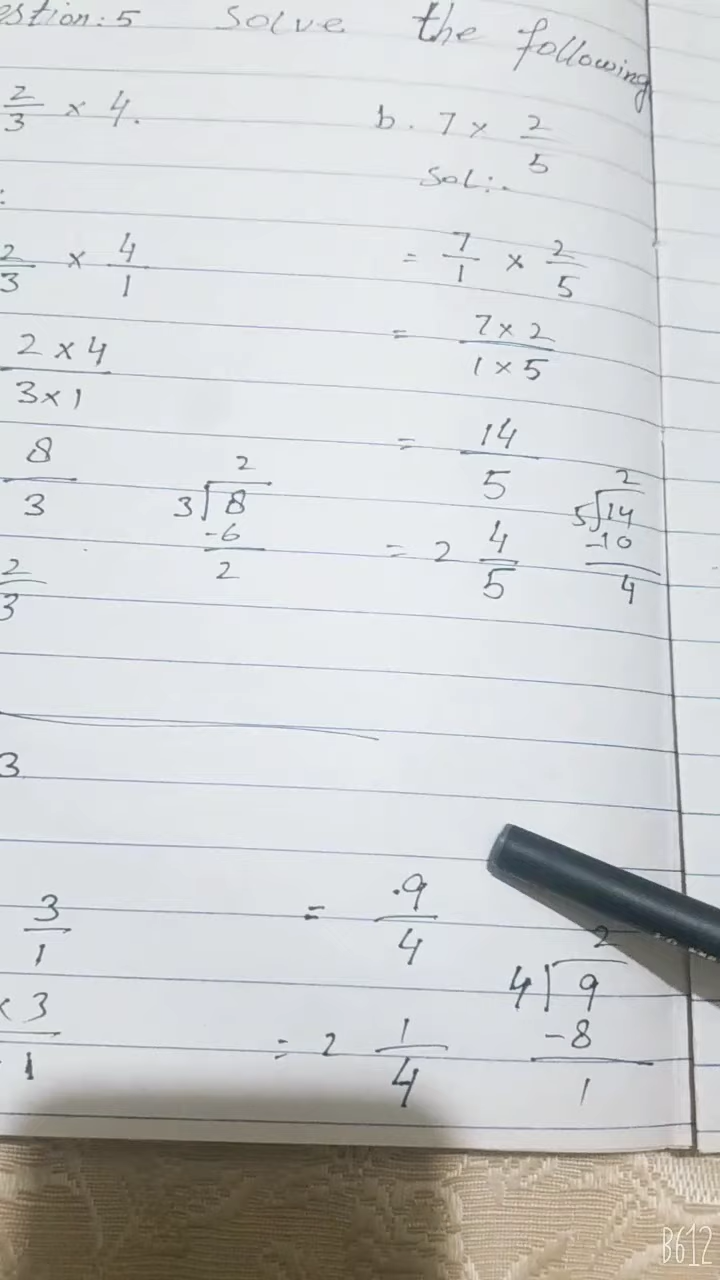 estion: 5 Solve the following
2/3 × 4.
b. 7 × 2/5
Sol:.
:
2/3 × 4/1
= 7/1 × 2/5
2 × 4 / 3 × 1
= 7 × 2 / 1 × 5
8/3
2
3√8
-6
2
= 14/5
2
5√14
-10
4
2/3
= 2 4/5
3
3/1
= .9/4
2
4√9
-8
1
× 3 / 1
= 2 1/4
B612